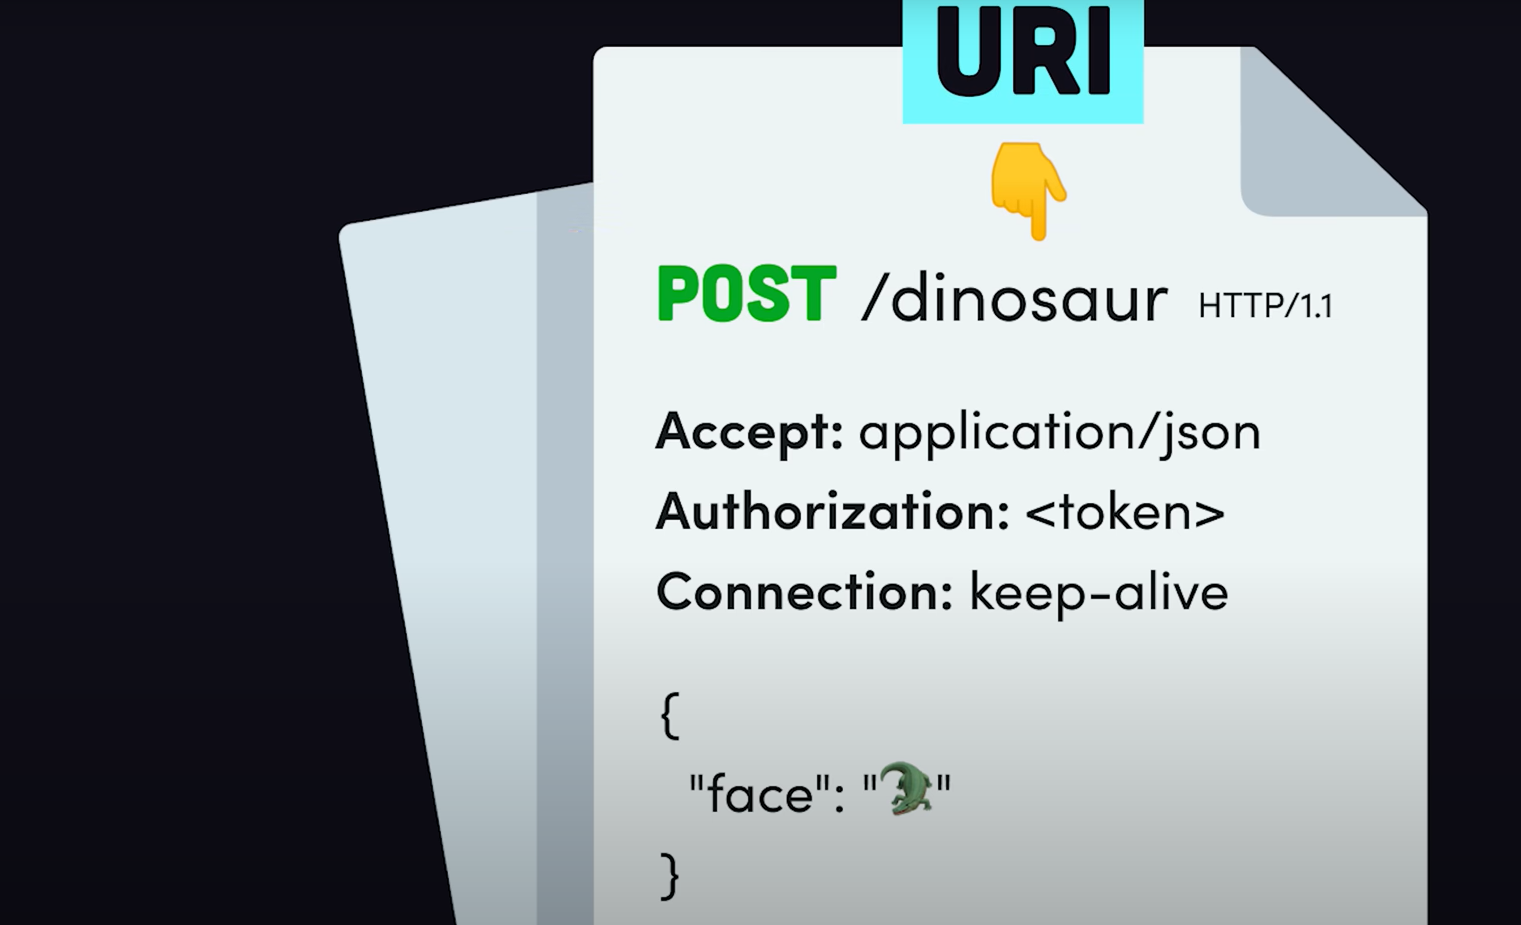 URI
👇
POST /dinosaur HTTP/1.1
Accept: application/json
Authorization: <token>
Connection: keep-alive
{
"face": "🐊"
}